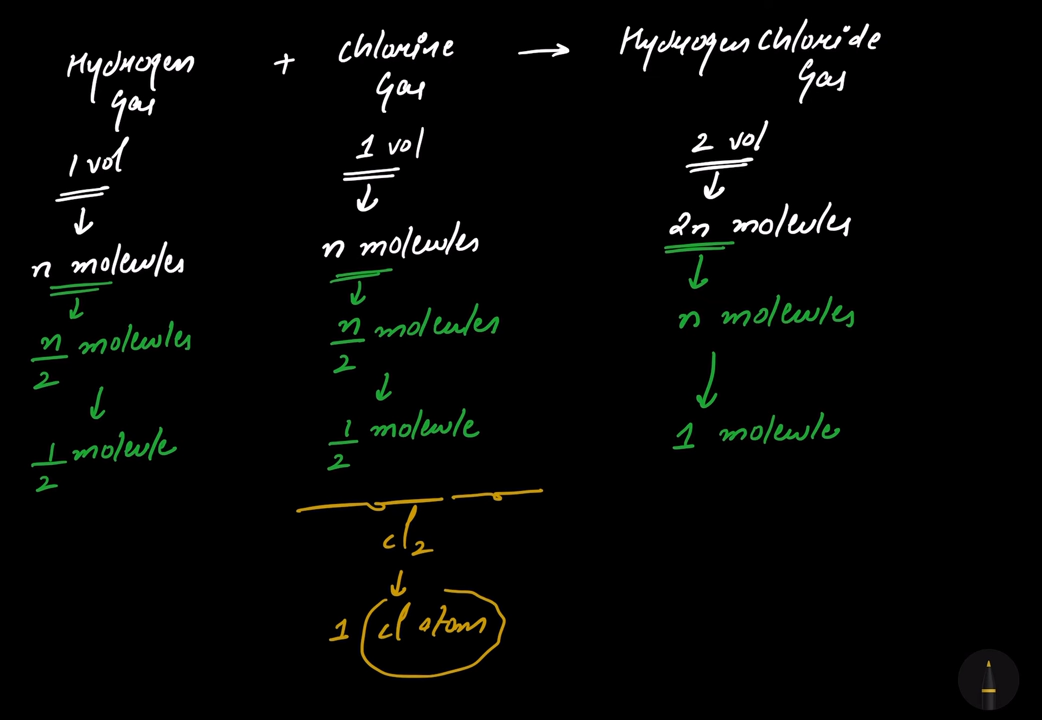 Hydrogen Gas + Chlorine Gas → Hydrogen Chloride Gas
1 vol 1 vol 2 vol
n molecules n molecules 2n molecules
n/2 molecules n/2 molecules n molecules
1/2 molecule 1/2 molecule 1 molecule
Cl2
1 Cl atom